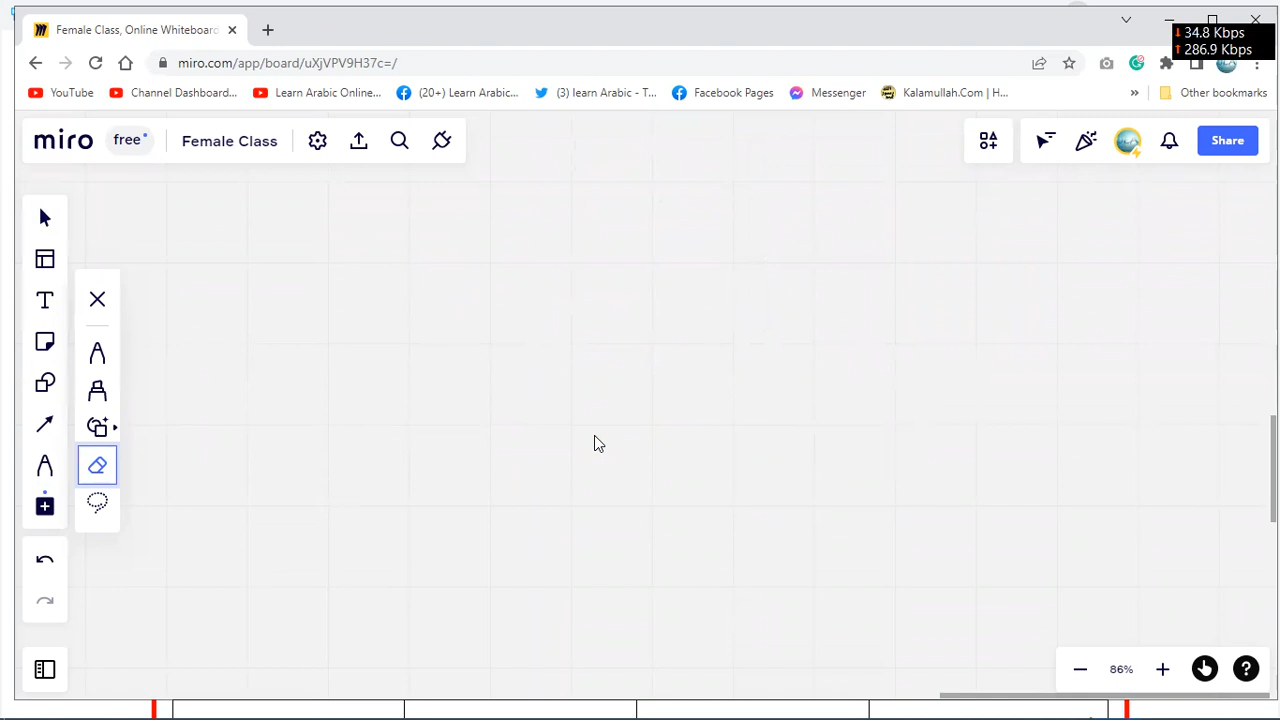 Female Class, Online Whiteboard
34.8 Kbps
286.9 Kbps
miro.com/app/board/uXjVPV9H37c=/
YouTube
Channel Dashboard...
Learn Arabic Online...
(20+) Learn Arabic...
(3) learn Arabic - T...
Facebook Pages
Messenger
Kalamullah.Com | H...
»
Other bookmarks
miro
free
Female Class
Share
T
86%
?